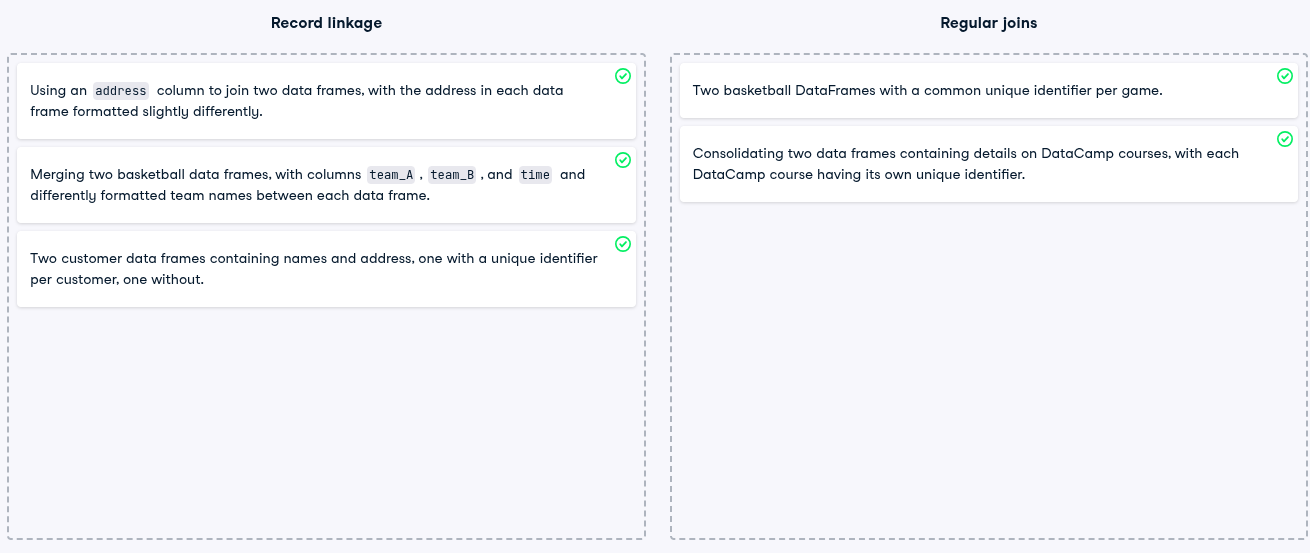 Record linkage
Using an address column to join two data frames, with the address in each data
frame formatted slightly differently.
Merging two basketball data frames, with columns team_A , team_B , and time and
differently formatted team names between each data frame.
Two customer data frames containing names and address, one with a unique identifier
per customer, one without.
Regular joins
Two basketball DataFrames with a common unique identifier per game.
Consolidating two data frames containing details on DataCamp courses, with each
DataCamp course having its own unique identifier.